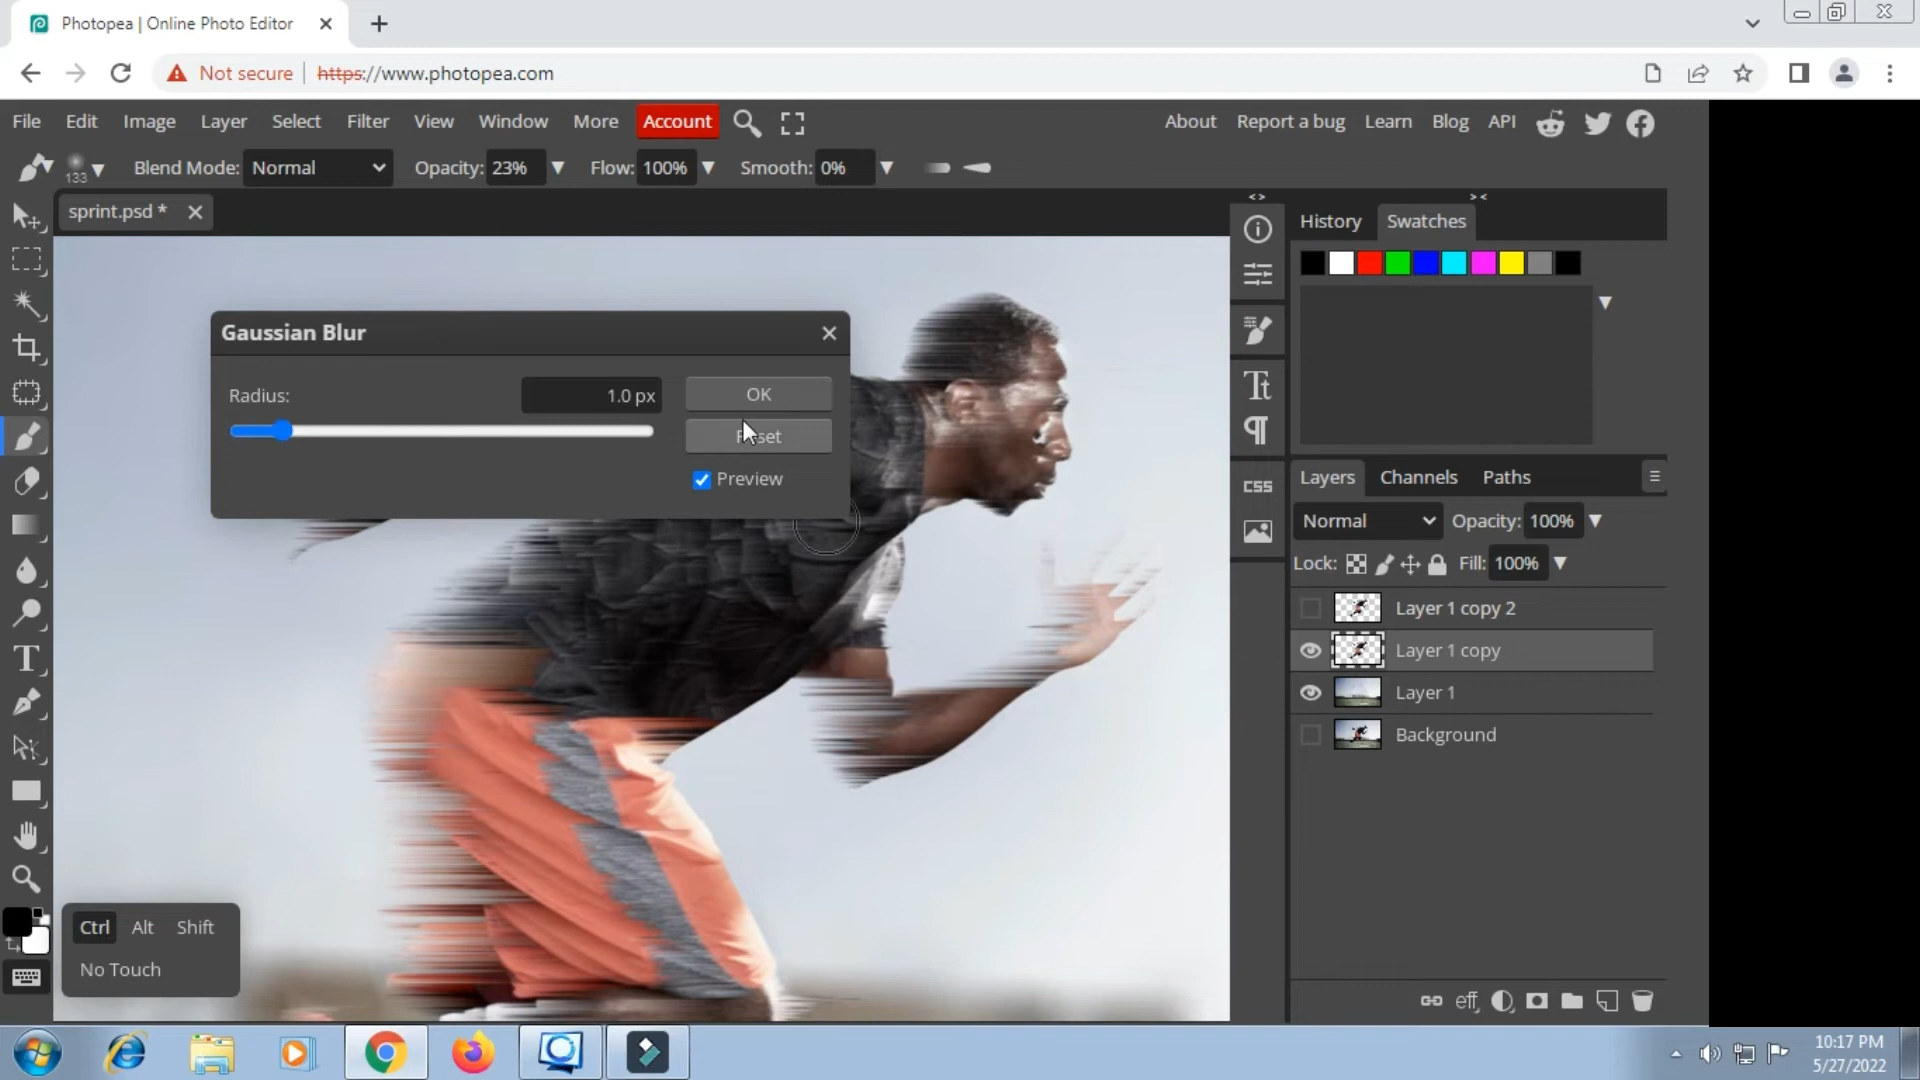 Photopea | Online Photo Editor
Not secure
https://www.photopea.com
File Edit Image Layer Select Filter View Window More Account About Report a bug Learn Blog API
133 Blend Mode: Normal Opacity: 23% Flow: 100% Smooth: 0%
sprint.psd *
Gaussian Blur
Radius: 1.0 px OK
Preview
Ctrl Alt Shift
No Touch
< >
> <
History Swatches
Tt
CSS
Layers Channels Paths
Normal Opacity: 100%
Lock: Fill: 100%
Layer 1 copy 2
Layer 1 copy
Layer 1
Background
eff
10:17 PM
5/27/2022